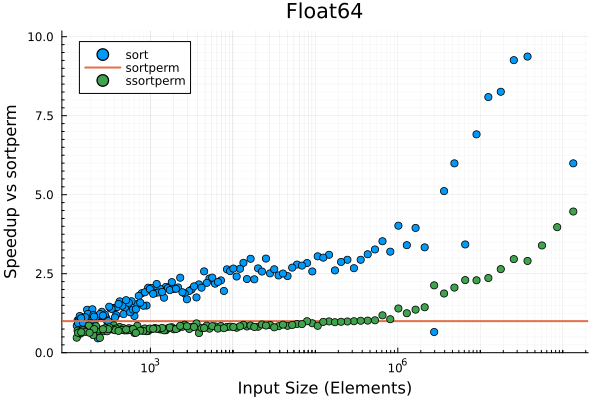 Float64
Speedup vs sortperm
10.0
7.5
5.0
2.5
0.0
sort
sortperm
ssortperm
10³
10⁶
Input Size (Elements)